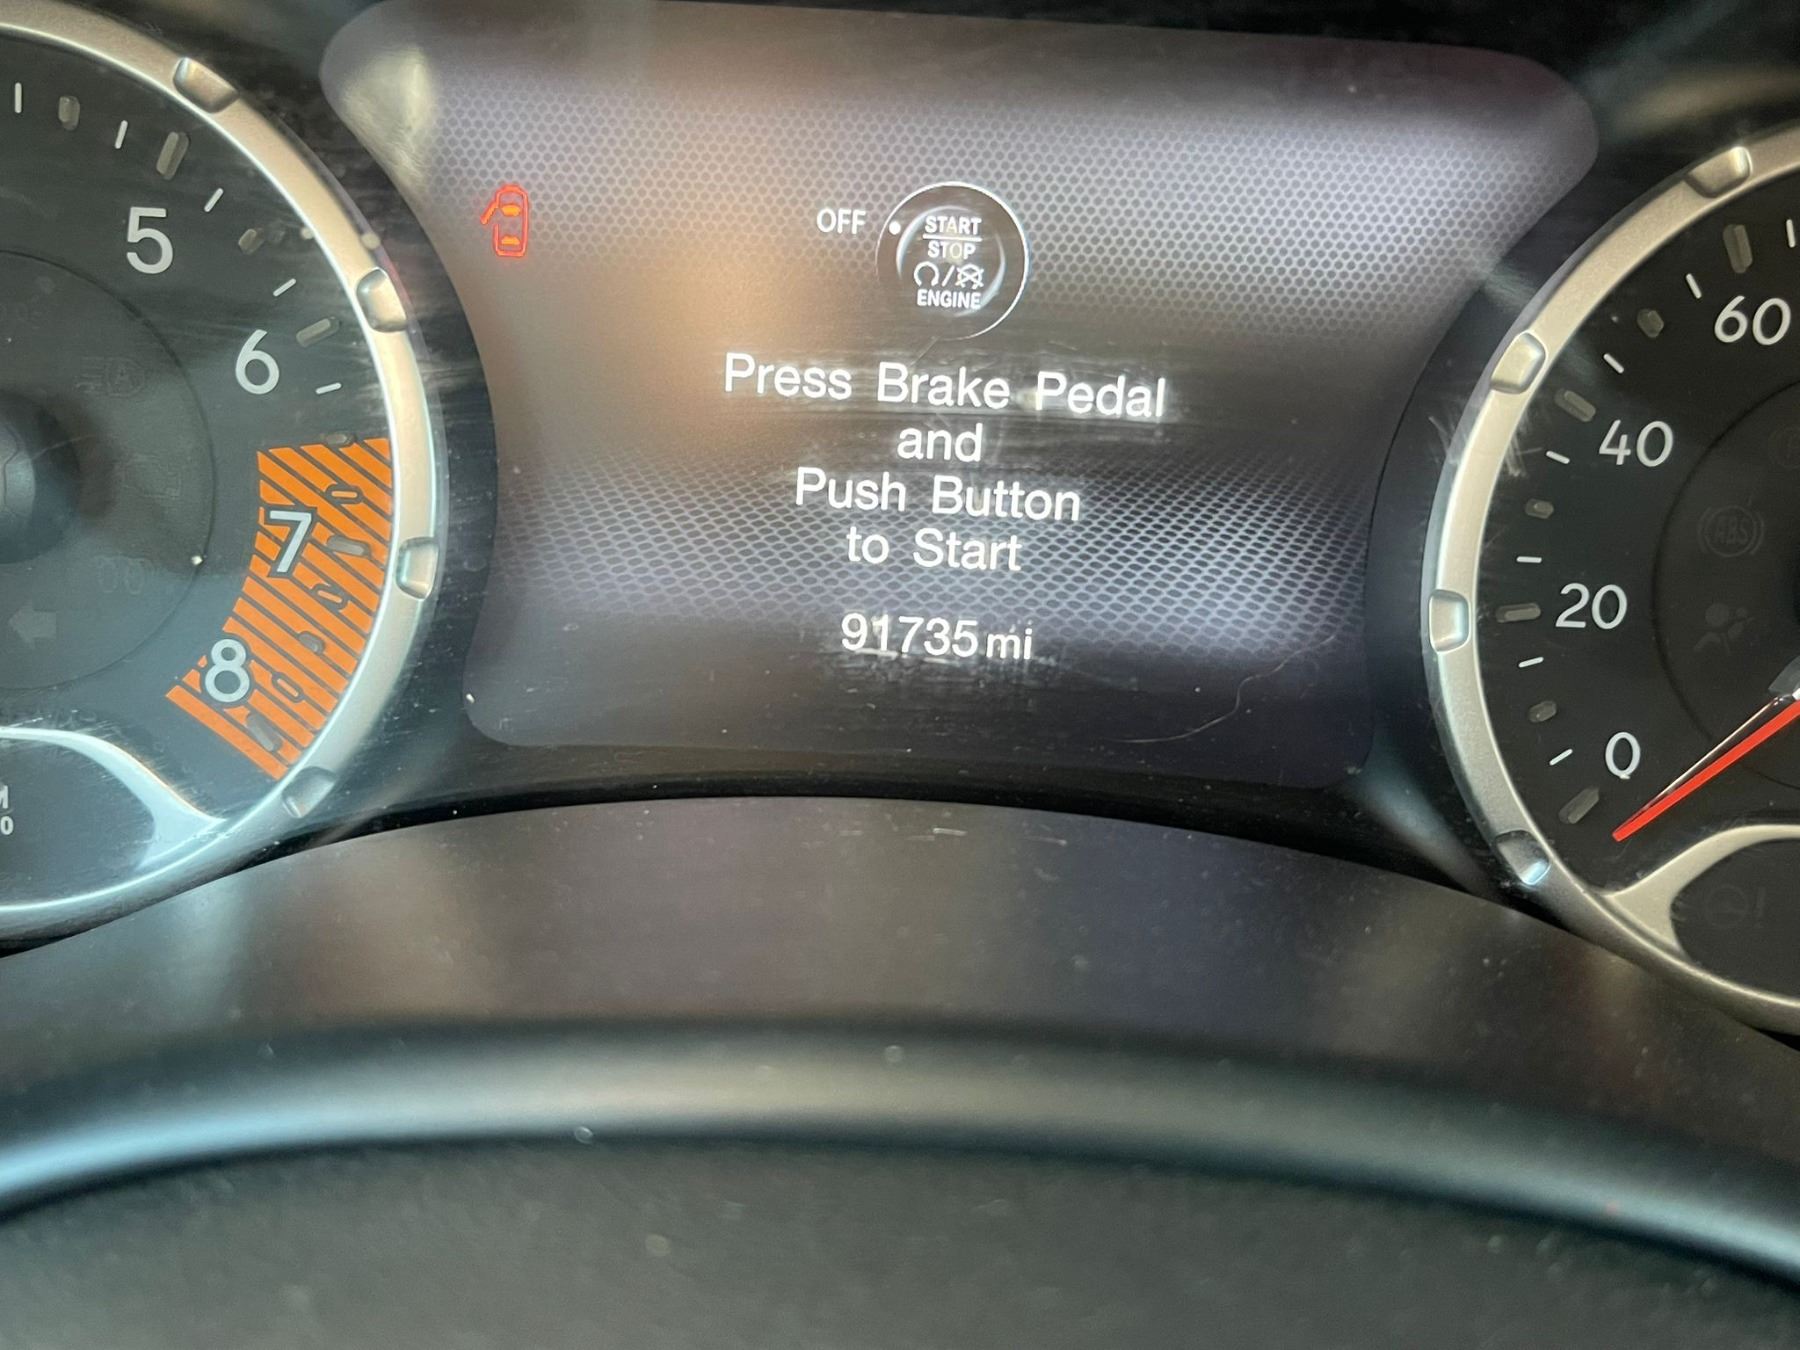 5
6
7
8
OFF
START
STOP
ENGINE
Press Brake Pedal
and
Push Button
to Start
91735 mi
60
40
20
0
ABS